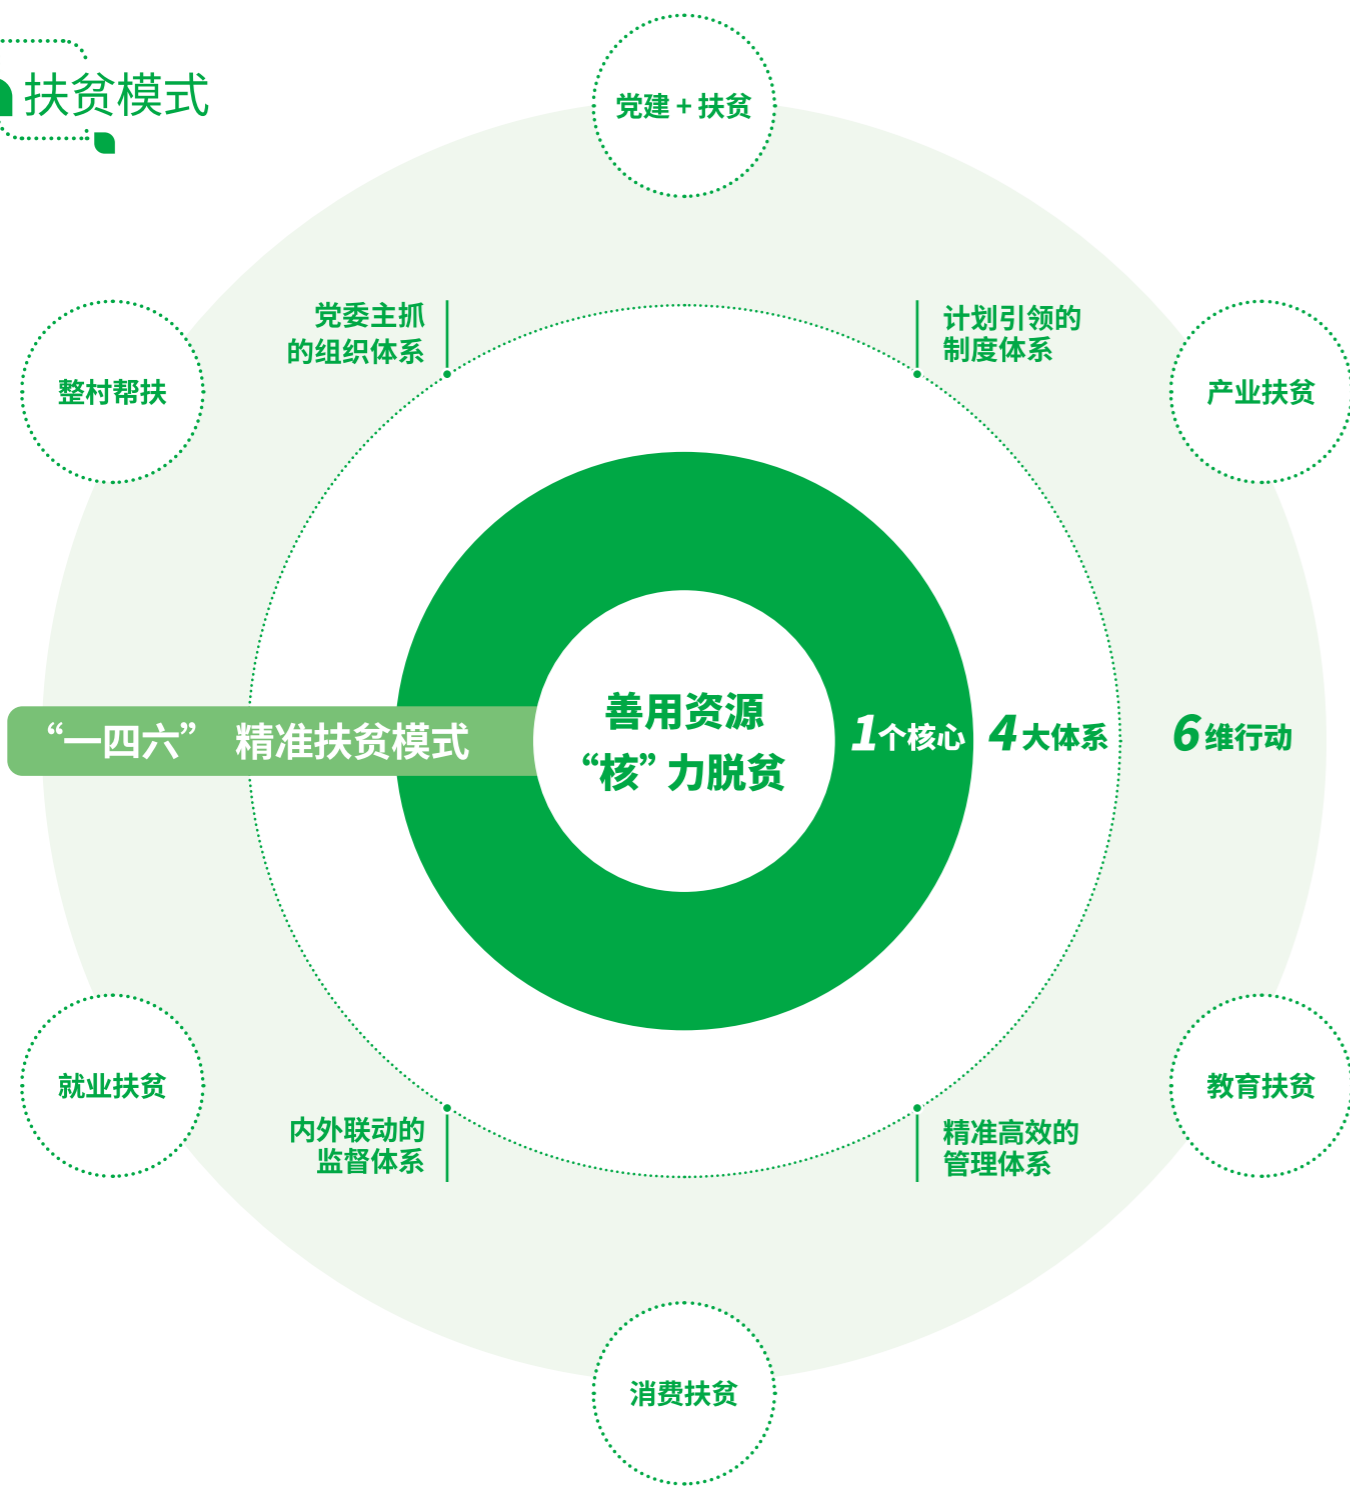 扶贫模式
党建 + 扶贫
党委主抓
的组织体系
计划引领的
制度体系
整村帮扶
产业扶贫
“一四六” 精准扶贫模式
善用资源
“核”力脱贫
1个核心
4大体系
6维行动
就业扶贫
教育扶贫
内外联动的
监督体系
精准高效的
管理体系
消费扶贫